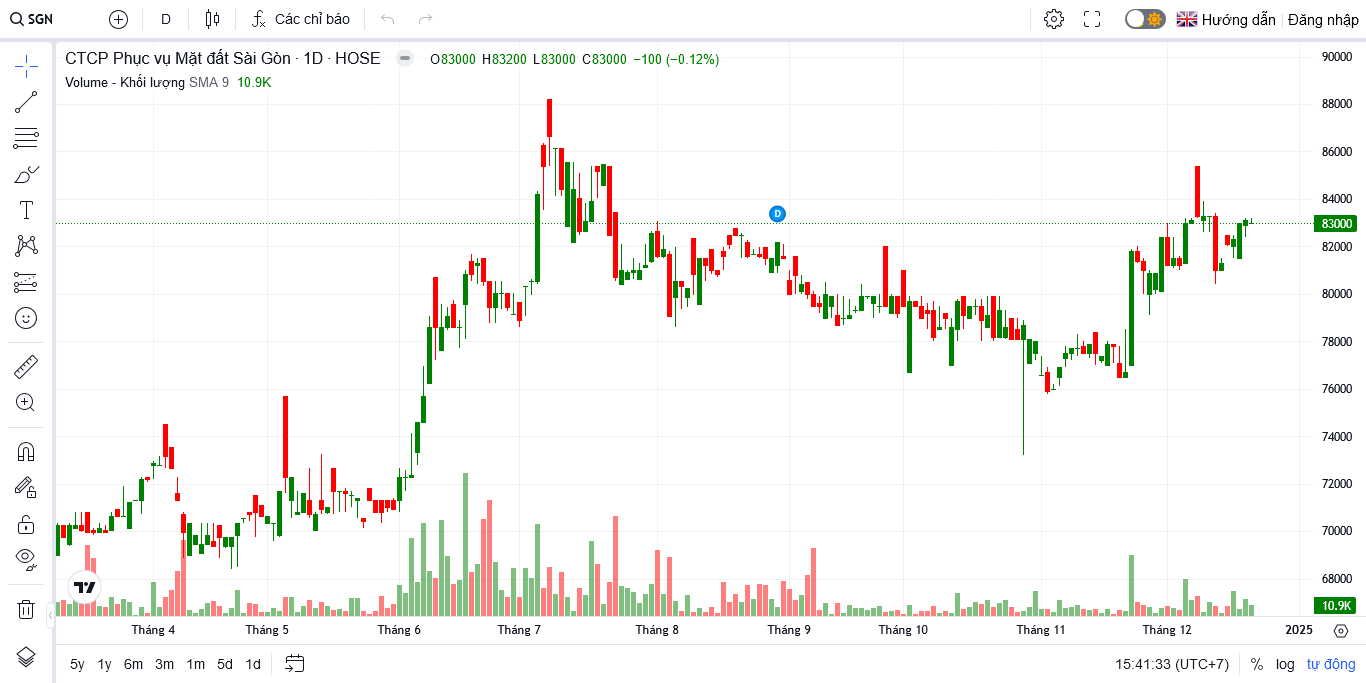 SGN
D
Các chỉ báo
Hướng dẫn
Đăng nhập
CTCP Phục vụ Mặt đất Sài Gòn · 1D · HOSE
O83000 H83200 L83000 C83000 −100 (−0.12%)
Volume - Khối lượng SMA 9 10.9K
90000
88000
86000
84000
D
83000
82000
80000
78000
76000
74000
72000
70000
68000
10.9K
Tháng 4 Tháng 5 Tháng 6 Tháng 7 Tháng 8 Tháng 9 Tháng 10 Tháng 11 Tháng 12 2025
5y 1y 6m 3m 1m 5d 1d
15:41:33 (UTC+7) % log tự động